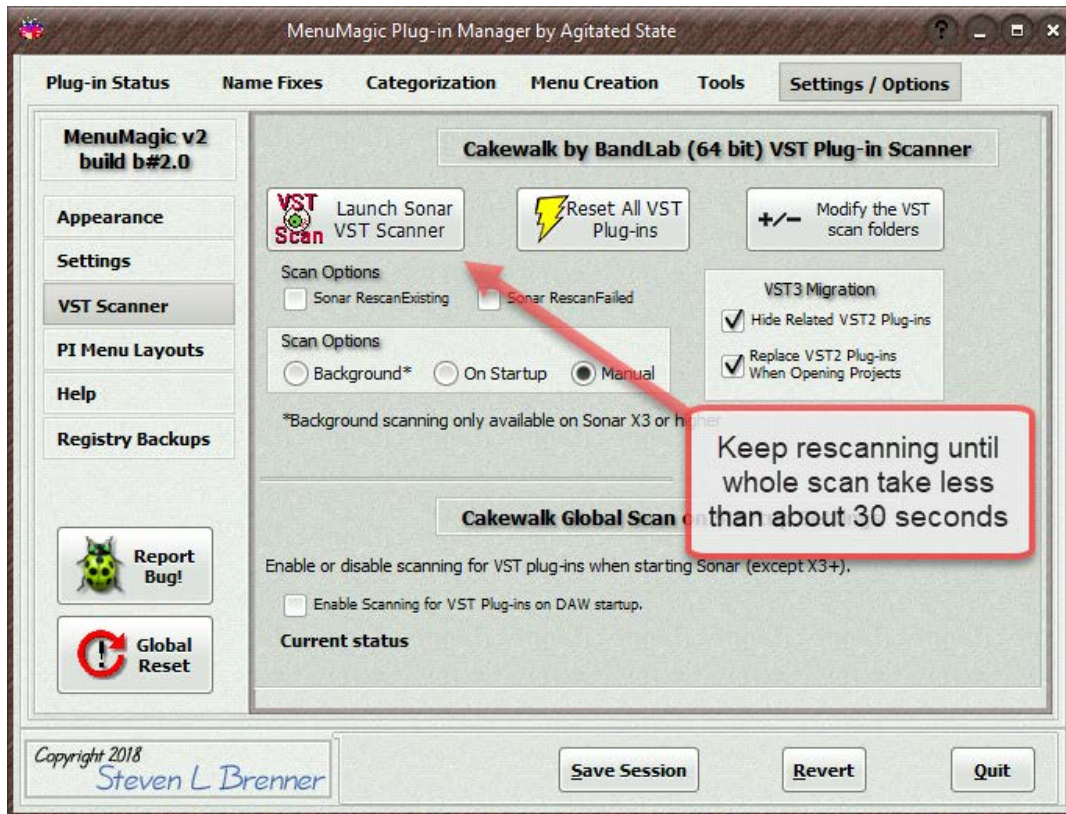 MenuMagic Plug-in Manager by Agitated State
?
Plug-in Status Name Fixes Categorization Menu Creation Tools Settings / Options
MenuMagic v2
build b#2.0
Appearance
Settings
VST Scanner
PI Menu Layouts
Help
Registry Backups
Report
Bug!
Global
Reset
Cakewalk by BandLab (64 bit) VST Plug-in Scanner
VST
Scan
Launch Sonar
VST Scanner
Reset All VST
Plug-ins
+/- Modify the VST
scan folders
Scan Options
Sonar RescanExisting Sonar RescanFailed
Scan Options
Background* On Startup Manual
*Background scanning only available on Sonar X3 or higher
VST3 Migration
Hide Related VST2 Plug-ins
Replace VST2 Plug-ins
When Opening Projects
Keep rescanning until
whole scan take less
than about 30 seconds
Cakewalk Global Scan
Enable or disable scanning for VST plug-ins when starting Sonar (except X3+).
Enable Scanning for VST Plug-ins on DAW startup.
Current status
Copyright 2018
Steven L Brenner
Save Session Revert Quit